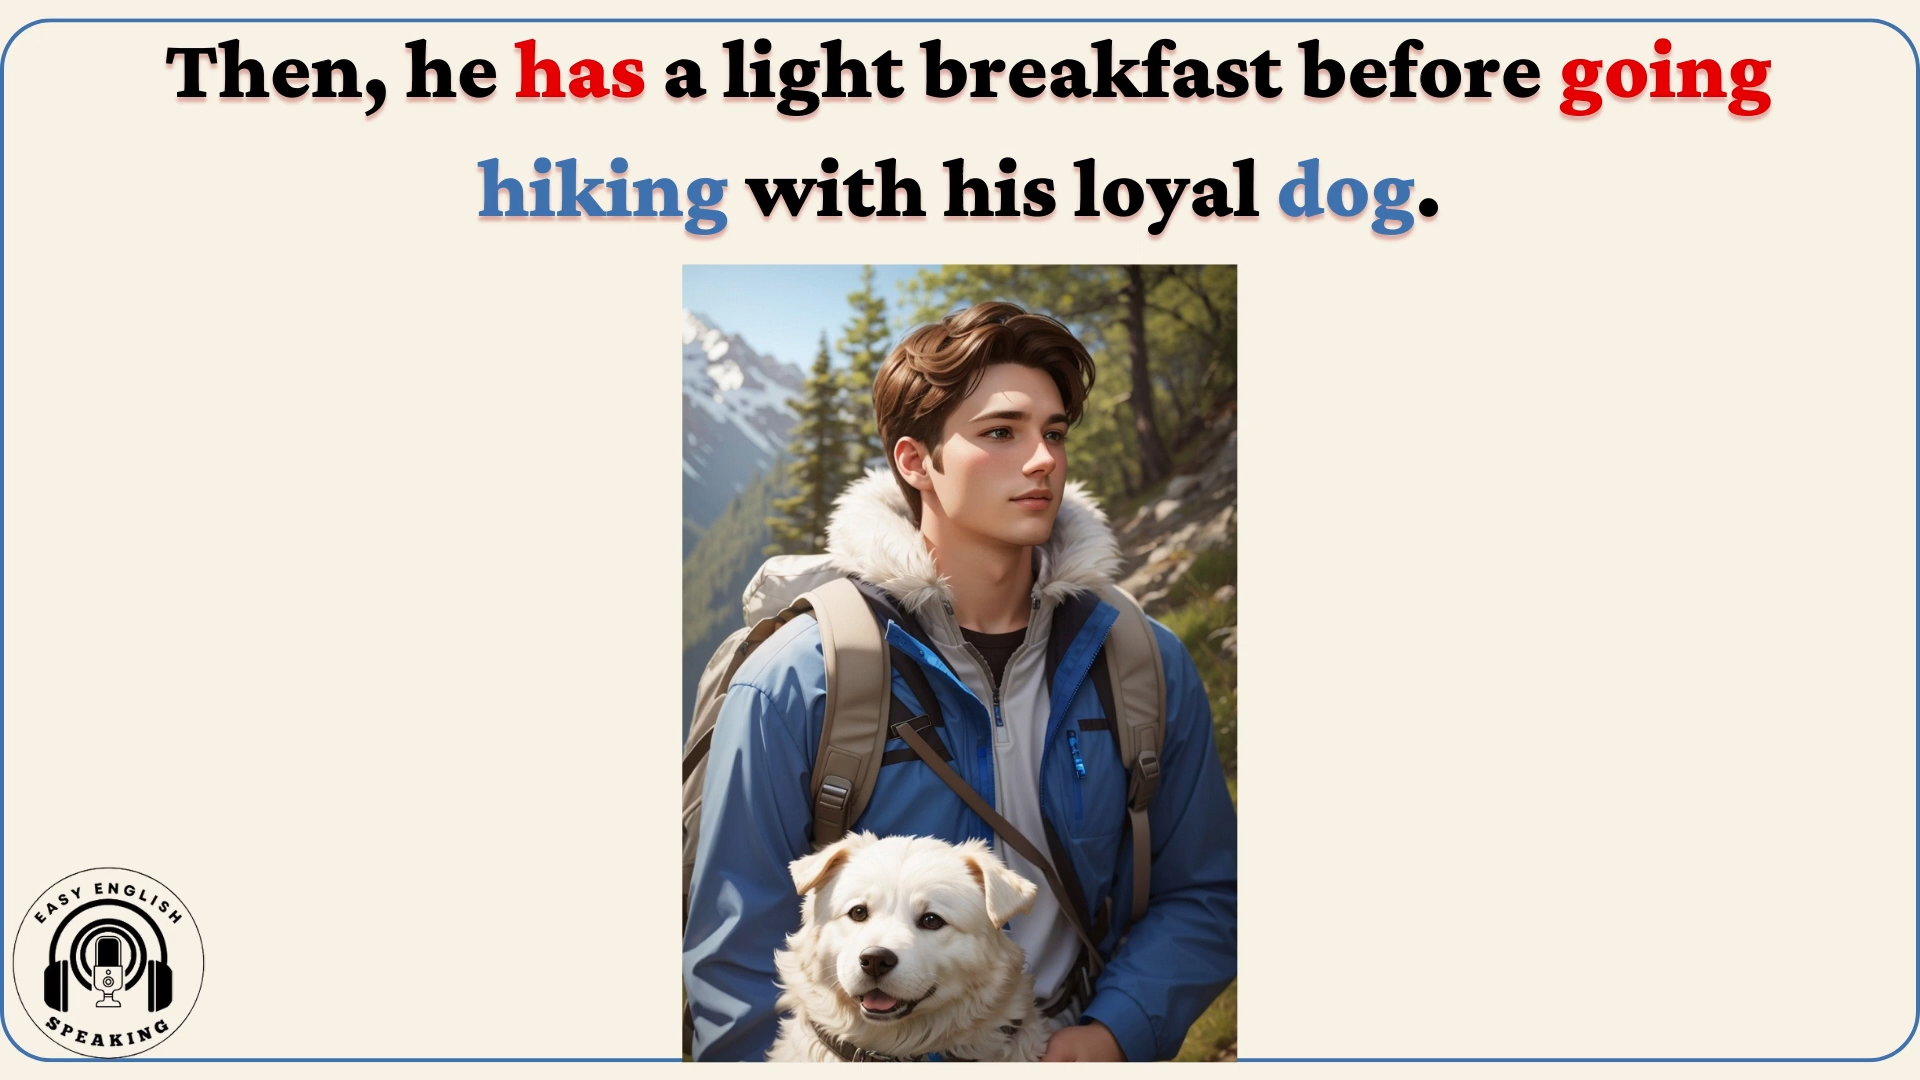 Then, he has a light breakfast before going
hiking with his loyal dog.
EASY ENGLISH
SPEAKING